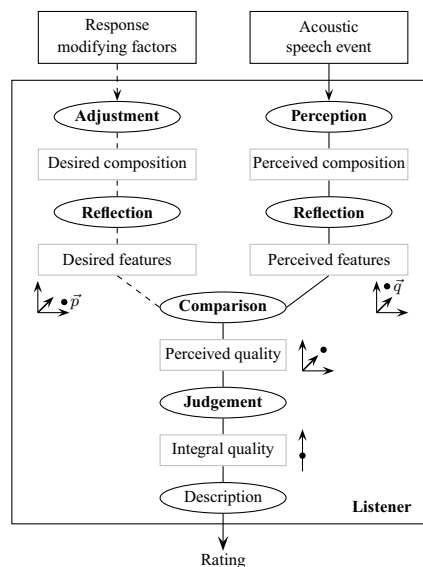 Response
modifying factors
Acoustic
speech event
Adjustment
Perception
Desired composition
Perceived composition
Reflection
Reflection
Desired features
Perceived features
p⃗
q⃗
Comparison
Perceived quality
Judgement
Integral quality
Description
Listener
Rating